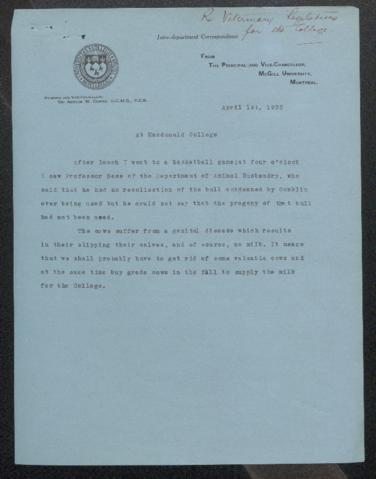 Re Veterinary
for the College.
Inter-department Correspondence
From
The Principal and Vice-Chancellor,
McGill University,
Montreal.
Principal and Vice-Chancellor:
Sir Arthur W. Currie, G.C.M.G., K.C.B.
April 1st, 1932
At Macdonald College
After lunch I went to a basketball game; at four o'clock
I saw Professor Ness of the Department of Animal Husbandry, who
said that he had no recollection of the bull condemned by Conklin
ever being used but he could not say that the progeny of that bull
had not been used.
The cows suffer from a genital disease which results
in their slipping their calves, and of course, no milk. It means
that we shall probably have to get rid of some valuable cows and
at the same time buy grade cows in the fall to supply the milk
for the College.